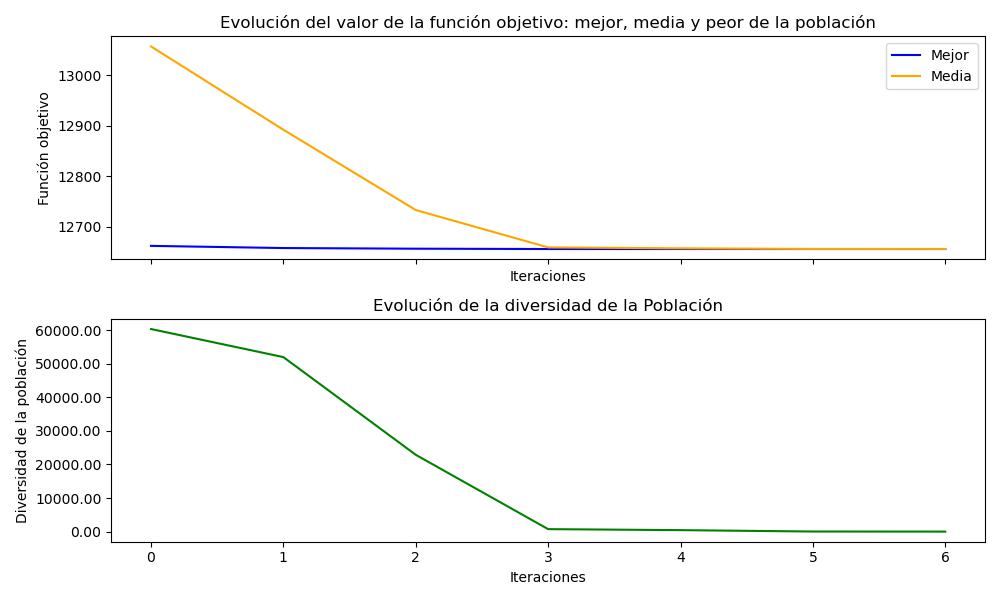 Evolución del valor de la función objetivo: mejor, media y peor de la población
Función objetivo
13000
12900
12800
12700
Mejor
Media
Iteraciones
Evolución de la diversidad de la Población
Diversidad de la población
60000.00
50000.00
40000.00
30000.00
20000.00
10000.00
0.00
0 1 2 3 4 5 6
Iteraciones